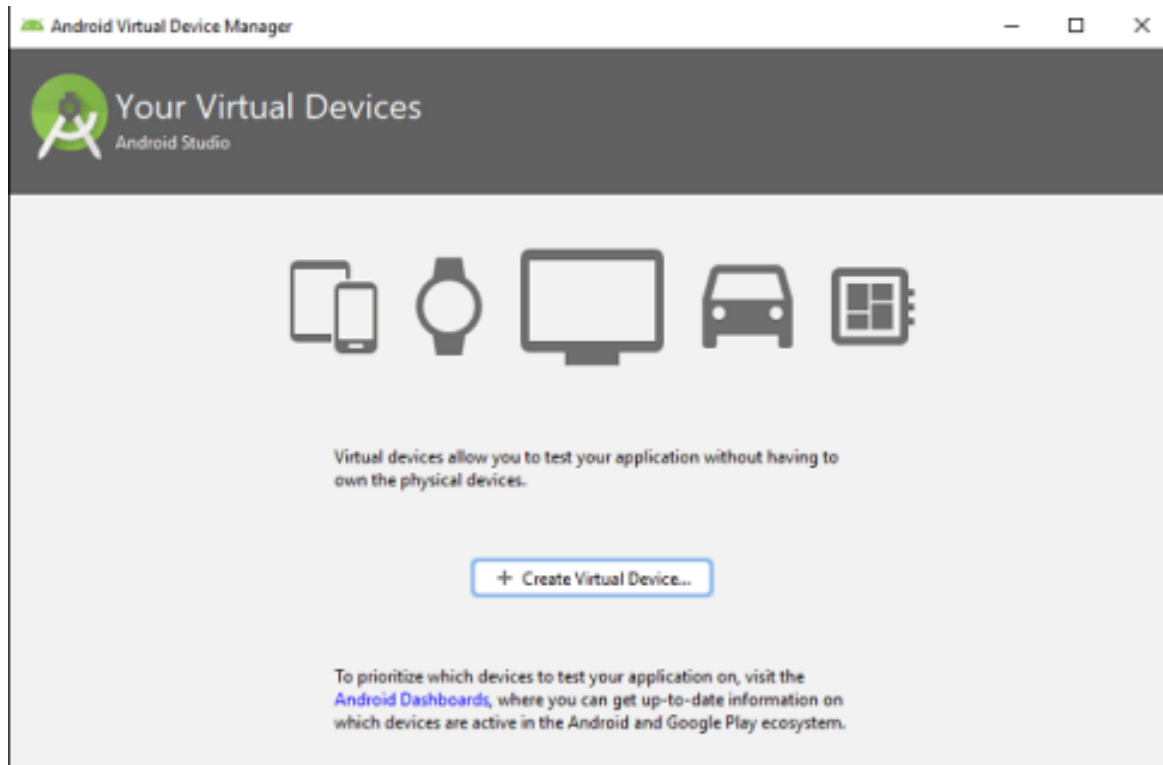 Android Virtual Device Manager
Your Virtual Devices
Android Studio
Virtual devices allow you to test your application without having to
own the physical devices.
+ Create Virtual Device...
To prioritize which devices to test your application on, visit the
Android Dashboards, where you can get up-to-date information on
which devices are active in the Android and Google Play ecosystem.